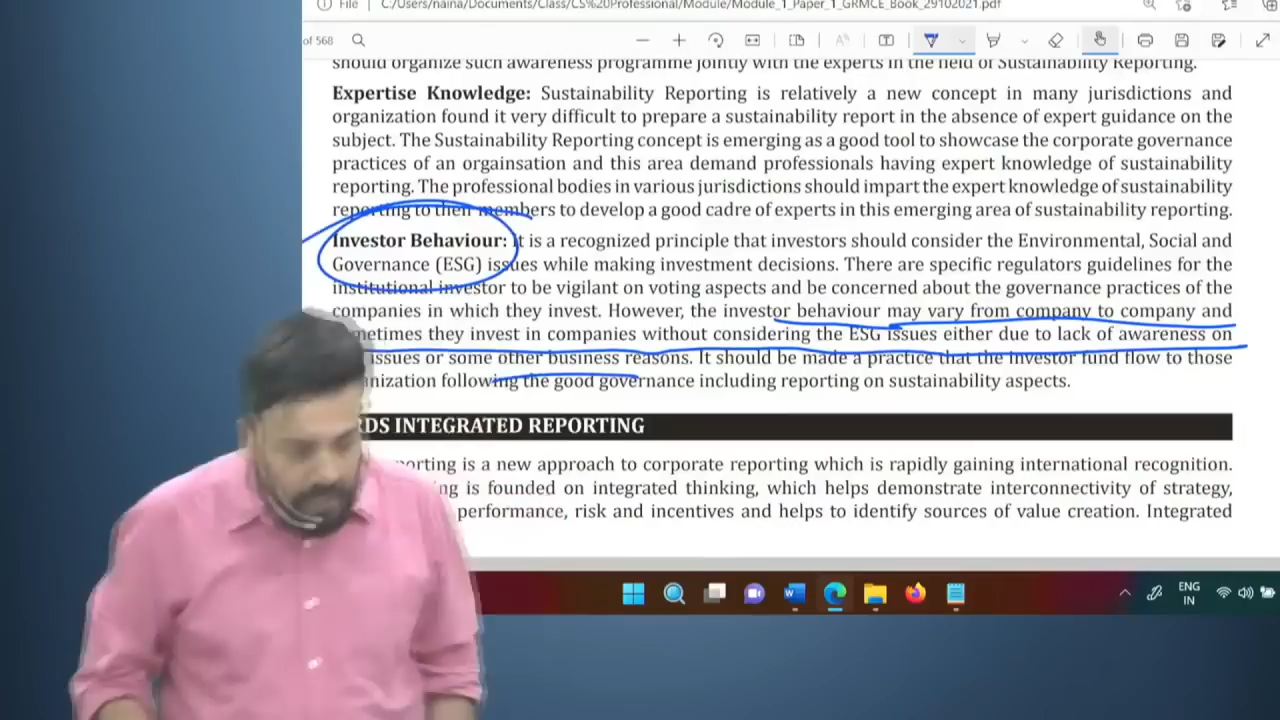 File | C:/Users/naina/Documents/Class/CS%20Professional/Module/Module_1_Paper_1_GRMCE_Book_29102021.pdf
of 568
should organize such awareness programme jointly with the experts in the field of Sustainability Reporting.
Expertise Knowledge: Sustainability Reporting is relatively a new concept in many jurisdictions and
organization found it very difficult to prepare a sustainability report in the absence of expert guidance on the
subject. The Sustainability Reporting concept is emerging as a good tool to showcase the corporate governance
practices of an orgainsation and this area demand professionals having expert knowledge of sustainability
reporting. The professional bodies in various jurisdictions should impart the expert knowledge of sustainability
reporting to their members to develop a good cadre of experts in this emerging area of sustainability reporting.
Investor Behaviour: It is a recognized principle that investors should consider the Environmental, Social and
Governance (ESG) issues while making investment decisions. There are specific regulators guidelines for the
institutional investor to be vigilant on voting aspects and be concerned about the governance practices of the
companies in which they invest. However, the investor behaviour may vary from company to company and
metimes they invest in companies without considering the ESG issues either due to lack of awareness on
issues or some other business reasons. It should be made a practice that the investor fund flow to those
nization following the good governance including reporting on sustainability aspects.
RDS INTEGRATED REPORTING
orting is a new approach to corporate reporting which is rapidly gaining international recognition.
ng is founded on integrated thinking, which helps demonstrate interconnectivity of strategy,
performance, risk and incentives and helps to identify sources of value creation. Integrated
ENG
IN